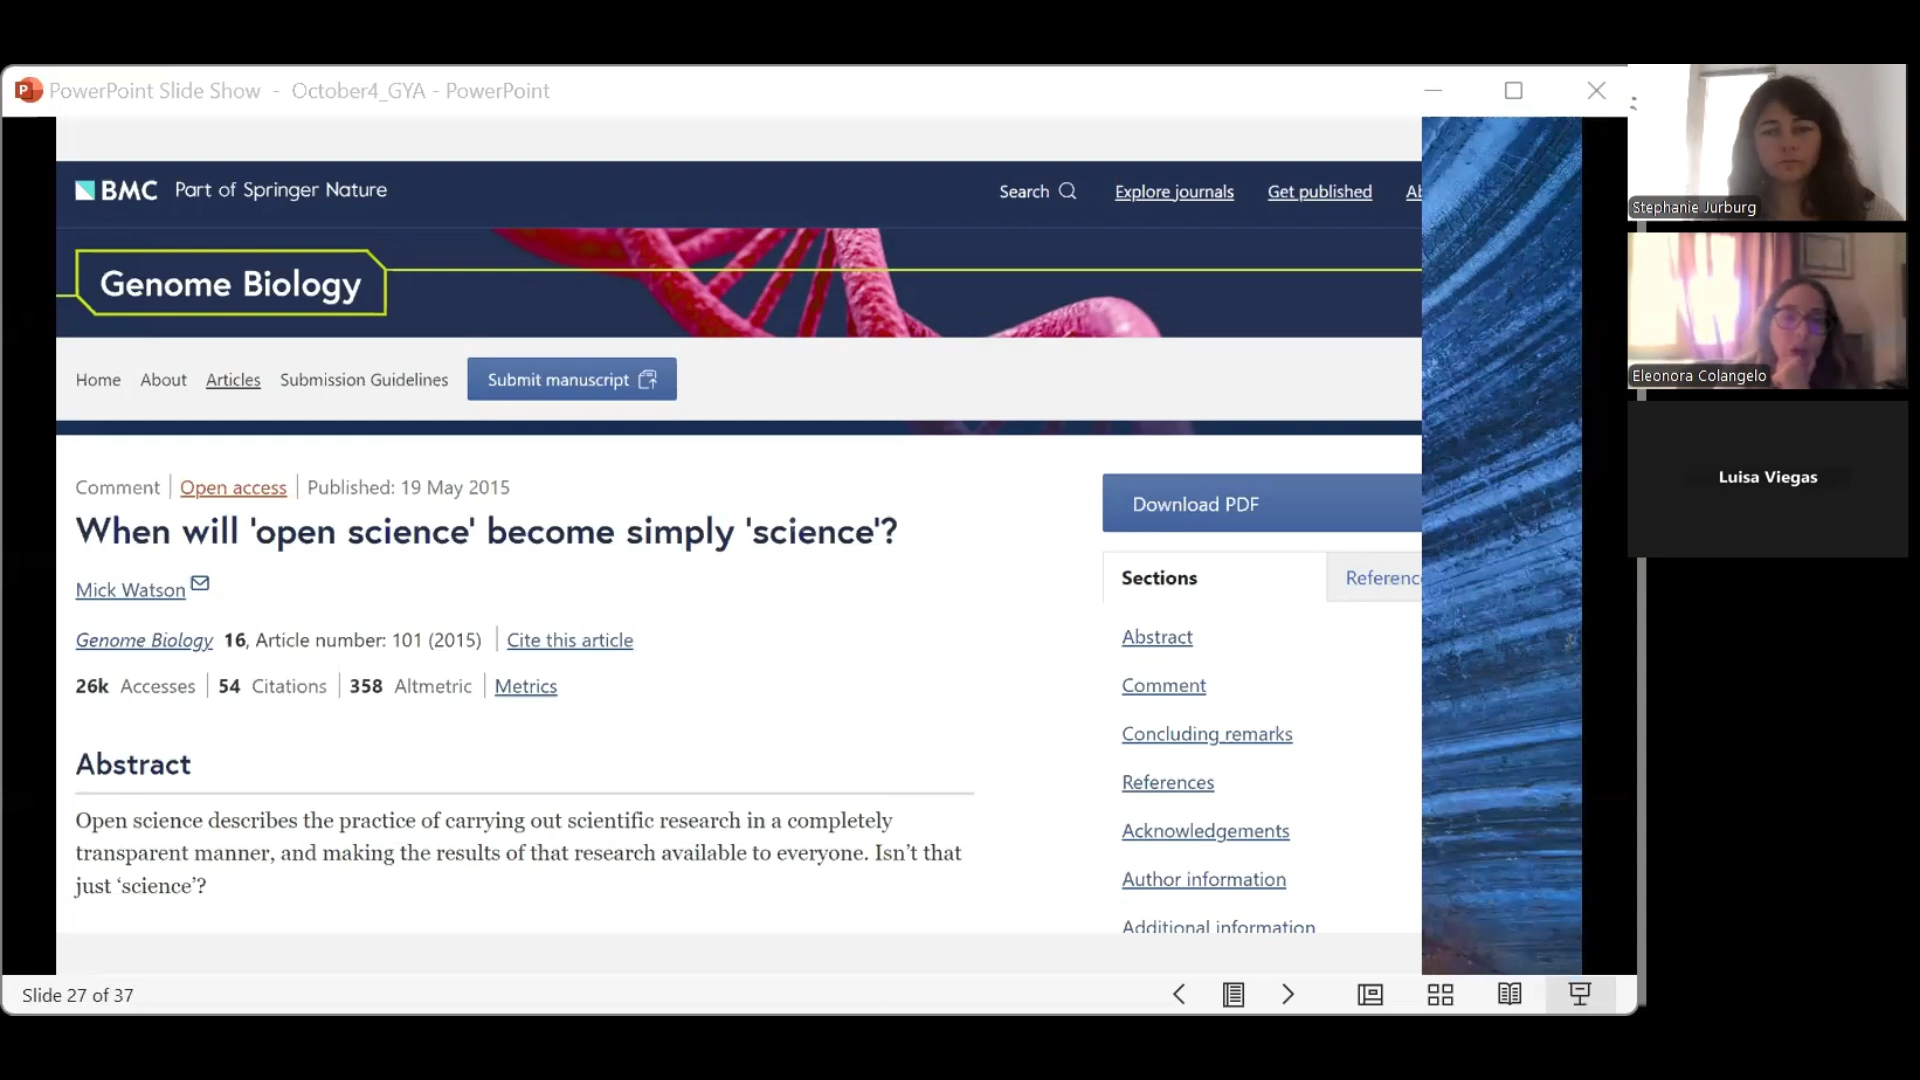 PowerPoint Slide Show - October4_GYA - PowerPoint
BMC Part of Springer Nature
Search
Explore journals
Get published
Ab
Genome Biology
Home
About
Articles
Submission Guidelines
Submit manuscript
Comment
Open access
Published: 19 May 2015
When will 'open science' become simply 'science'?
Mick Watson
Genome Biology 16, Article number: 101 (2015)
Cite this article
26k Accesses
54 Citations
358 Altmetric
Metrics
Abstract
Open science describes the practice of carrying out scientific research in a completely
transparent manner, and making the results of that research available to everyone. Isn’t that
just ‘science’?
Download PDF
Sections
Referenc
Abstract
Comment
Concluding remarks
References
Acknowledgements
Author information
Additional information
Slide 27 of 37
Stephanie Jurburg
Eleonora Colangelo
Luisa Viegas